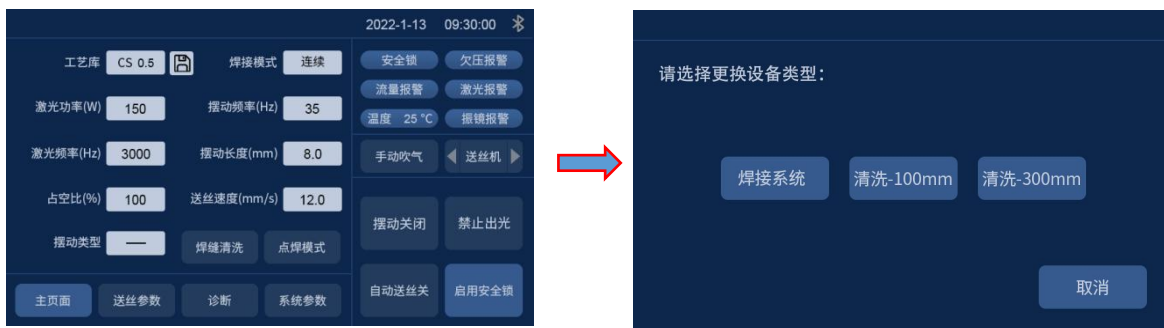 2022-1-13 09:30:00
工艺库 CS 0.5 焊接模式 连续
激光功率(W) 150 摆动频率(Hz) 35
激光频率(Hz) 3000 摆动长度(mm) 8.0
占空比(%) 100 送丝速度(mm/s) 12.0
摆动类型 — 焊缝清洗 点焊模式
主页面 送丝参数 诊断 系统参数
安全锁 欠压报警
流量报警 激光报警
温度 25 ℃ 振镜报警
手动吹气 送丝机
摆动关闭 禁止出光
自动送丝关 启用安全锁
请选择更换设备类型：
焊接系统 清洗-100mm 清洗-300mm
取消